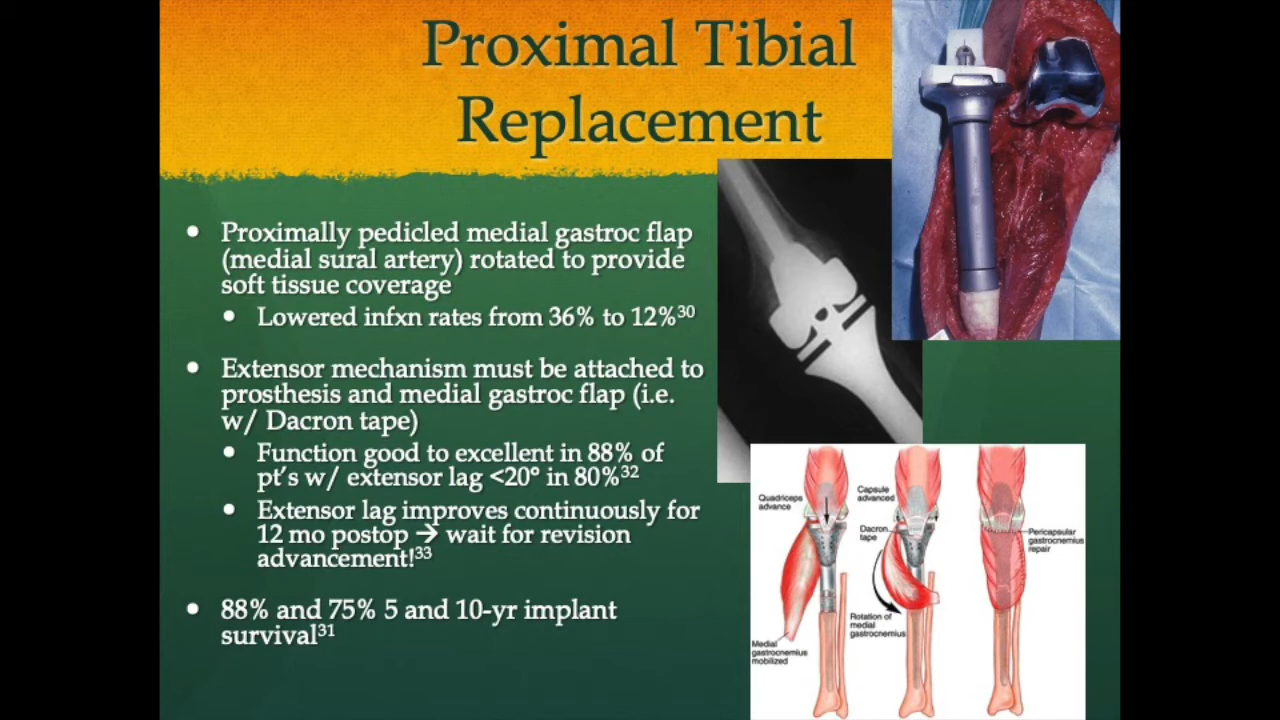 Proximal Tibial
Replacement
• Proximally pedicled medial gastroc flap
(medial sural artery) rotated to provide
soft tissue coverage
• Lowered infxn rates from 36% to 12%³⁰
• Extensor mechanism must be attached to
prosthesis and medial gastroc flap (i.e.
w/ Dacron tape)
• Function good to excellent in 88% of
pt's w/ extensor lag <20° in 80%³²
• Extensor lag improves continuously for
12 mo postop → wait for revision
advancement!³³
• 88% and 75% 5 and 10-yr implant
survival³¹
Quadriceps
advance
Medial
gastrocnemius
mobilized
Capsule
advanced
Dacron
tape
Rotation of
medial
gastrocnemius
Pericapsular
gastrocnemius
repair